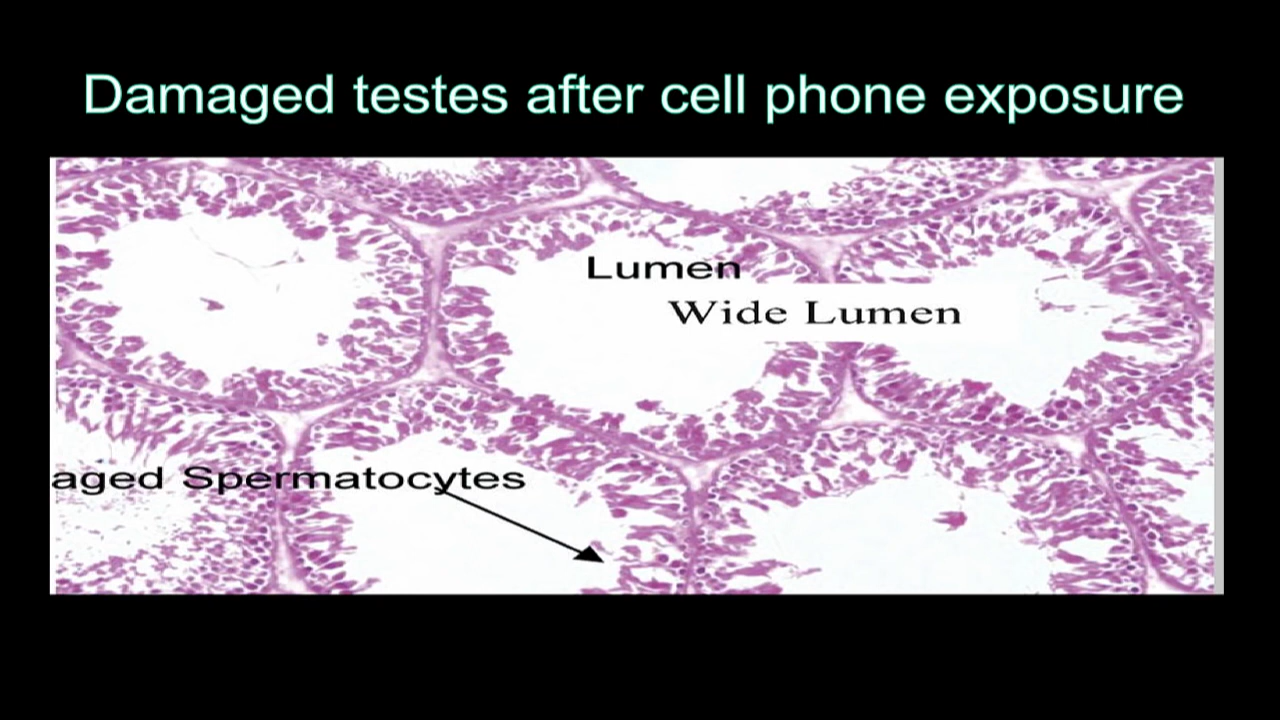 Damaged testes after cell phone exposure
Lumen
Wide Lumen
aged Spermatocytes